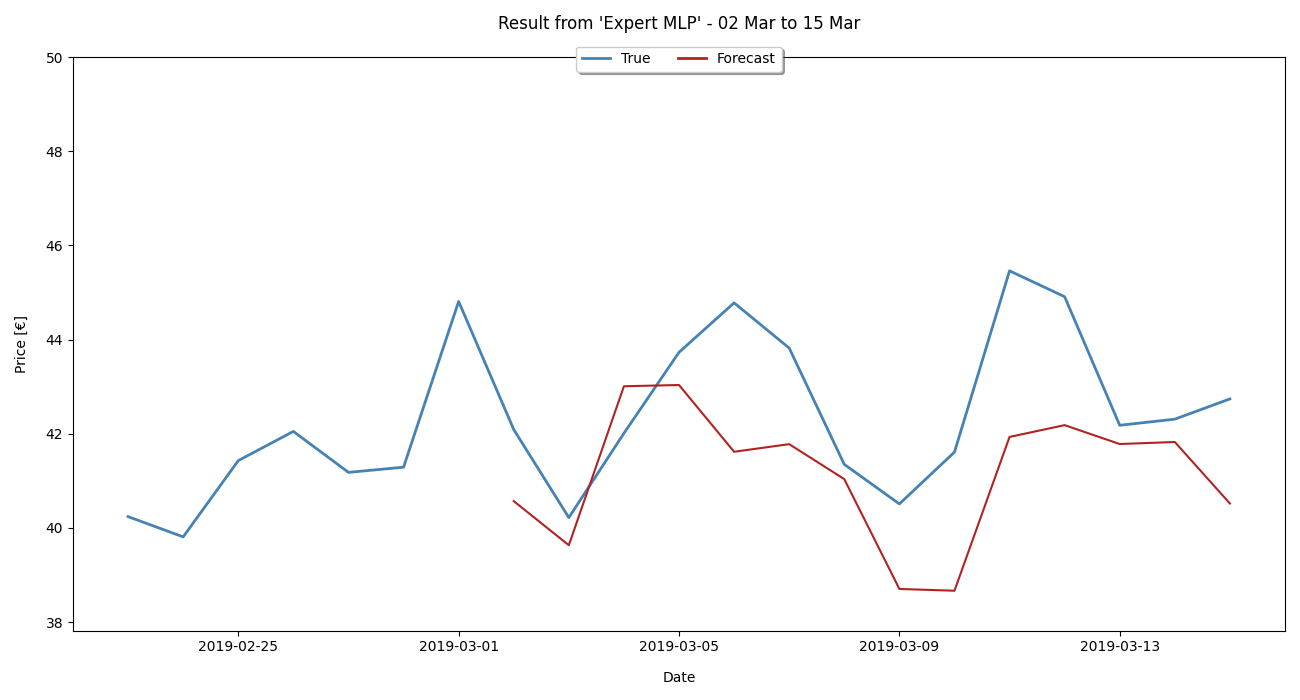 Result from 'Expert MLP' - 02 Mar to 15 Mar
True Forecast
50
48
46
44
42
40
38
Price [€]
2019-02-25 2019-03-01 2019-03-05 2019-03-09 2019-03-13
Date